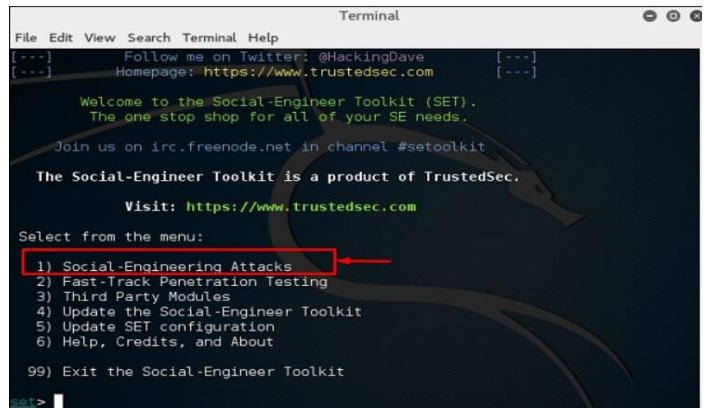 Terminal
File Edit View Search Terminal Help
[---] Follow me on Twitter: @HackingDave [---]
[---] Homepage: https://www.trustedsec.com [---]
Welcome to the Social-Engineer Toolkit (SET).
The one stop shop for all of your SE needs.
Join us on irc.freenode.net in channel #setoolkit
The Social-Engineer Toolkit is a product of TrustedSec.
Visit: https://www.trustedsec.com
Select from the menu:
1) Social-Engineering Attacks
2) Fast-Track Penetration Testing
3) Third Party Modules
4) Update the Social-Engineer Toolkit
5) Update SET configuration
6) Help, Credits, and About
99) Exit the Social-Engineer Toolkit
set>